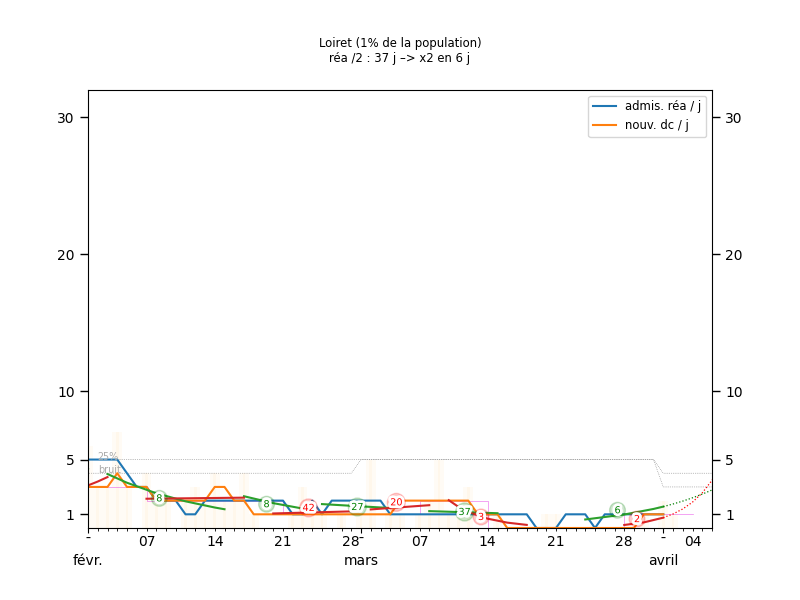 Loiret (1% de la population)
réa /2 : 37 j –> x2 en 6 j
admis. réa / j
nouv. dc / j
30 30
20 20
10 10
25%
5 5
bruit
8 8 42 27 20 37 3 6 2
1 1
- 07 14 21 28 - 07 14 21 28 - 04
févr. mars avril